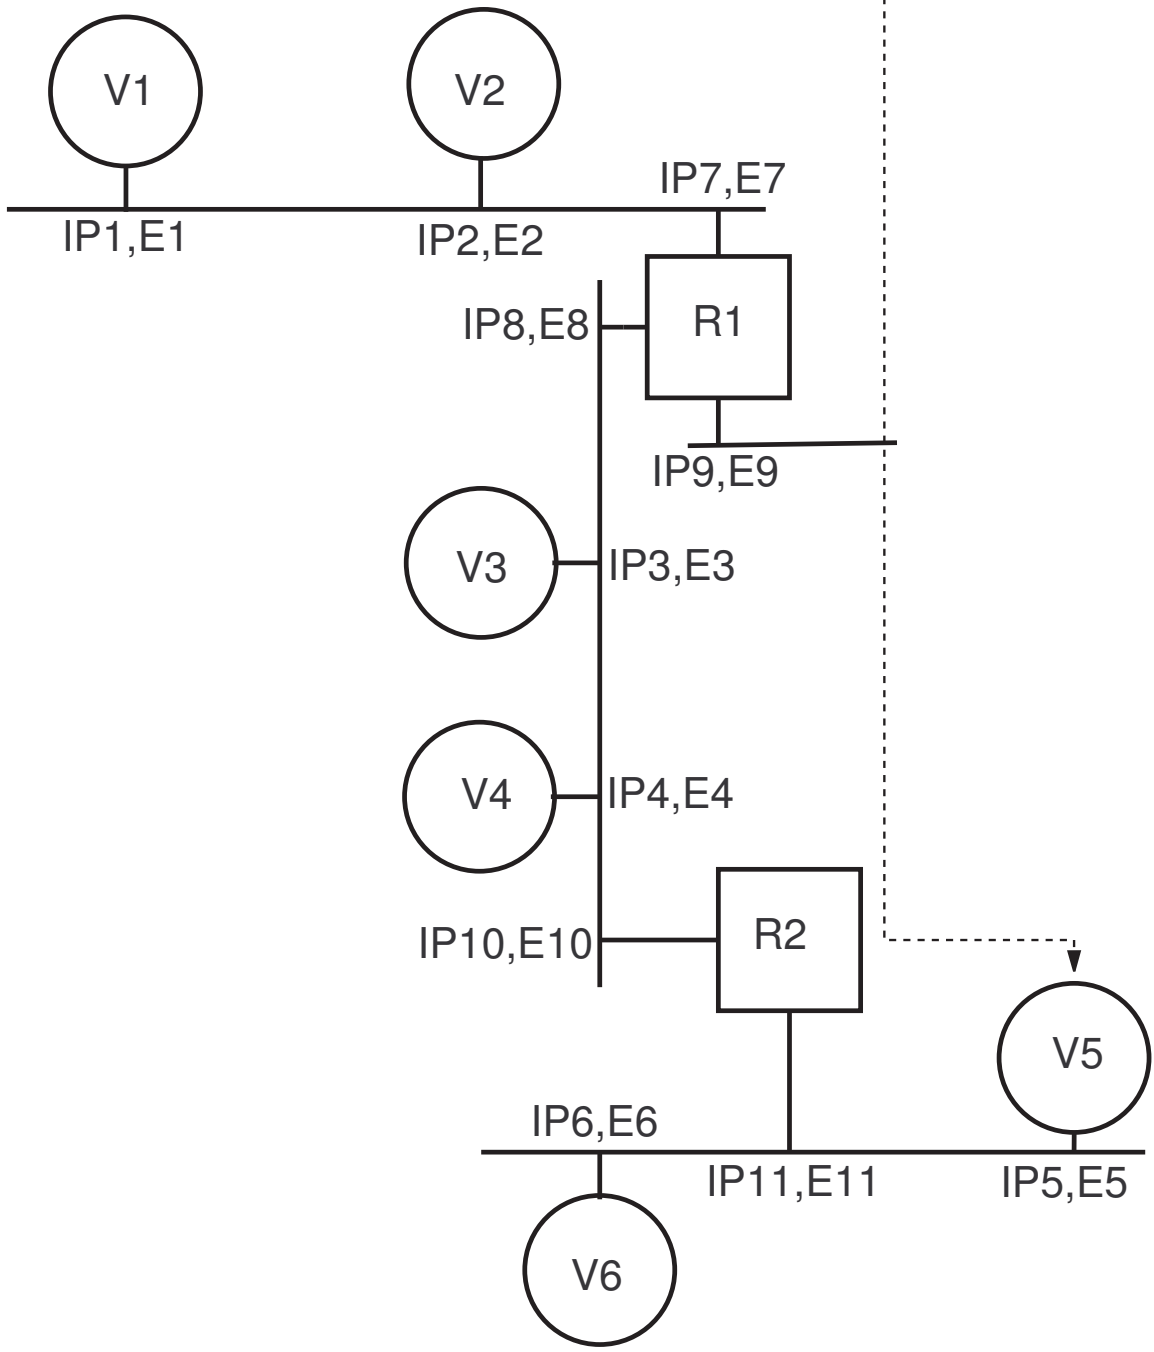 V1
V2
IP7,E7
IP1,E1
IP2,E2
IP8,E8
R1
IP9,E9
V3
IP3,E3
V4
IP4,E4
R2
IP10,E10
V5
IP6,E6
IP11,E11
IP5,E5
V6